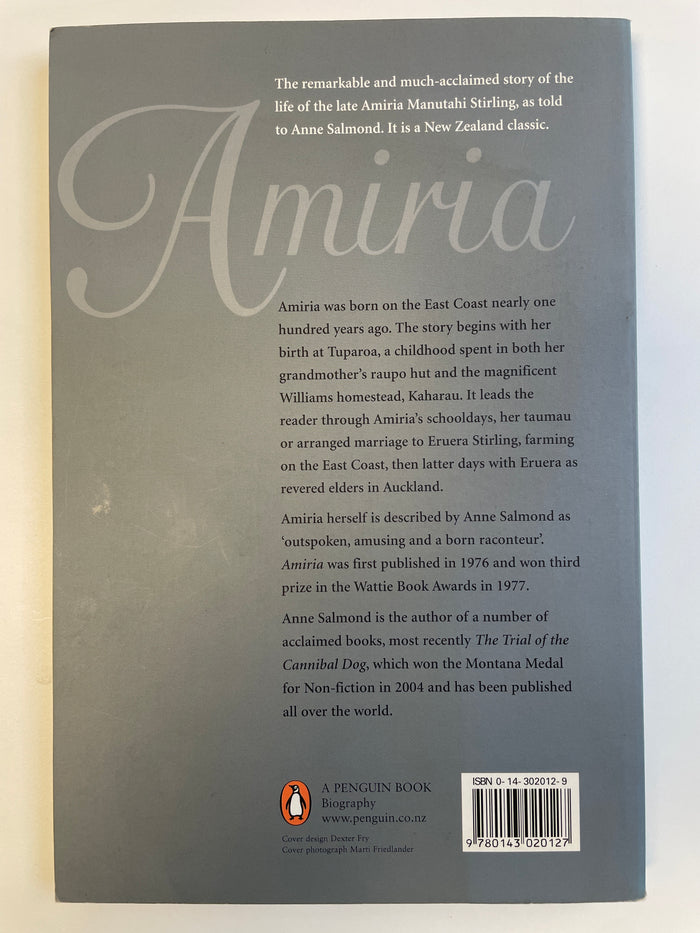 The remarkable and much-acclaimed story of the
life of the late Amiria Manutahi Stirling, as told
to Anne Salmond. It is a New Zealand classic.
Amiria
Amiria was born on the East Coast nearly one
hundred years ago. The story begins with her
birth at Tuparoa, a childhood spent in both her
grandmother's raupo hut and the magnificent
Williams homestead, Kaharau. It leads the
reader through Amiria's schooldays, her taumau
or arranged marriage to Eruera Stirling, farming
on the East Coast, then latter days with Eruera as
revered elders in Auckland.
Amiria herself is described by Anne Salmond as
‘outspoken, amusing and a born raconteur’.
Amiria was first published in 1976 and won third
prize in the Wattie Book Awards in 1977.
Anne Salmond is the author of a number of
acclaimed books, most recently The Trial of the
Cannibal Dog, which won the Montana Medal
for Non-fiction in 2004 and has been published
all over the world.
A PENGUIN BOOK
Biography
www.penguin.co.nz
Cover design Dexter Fry
Cover photograph Marti Friedlander
ISBN 0-14-302012-9
9 780143 020127